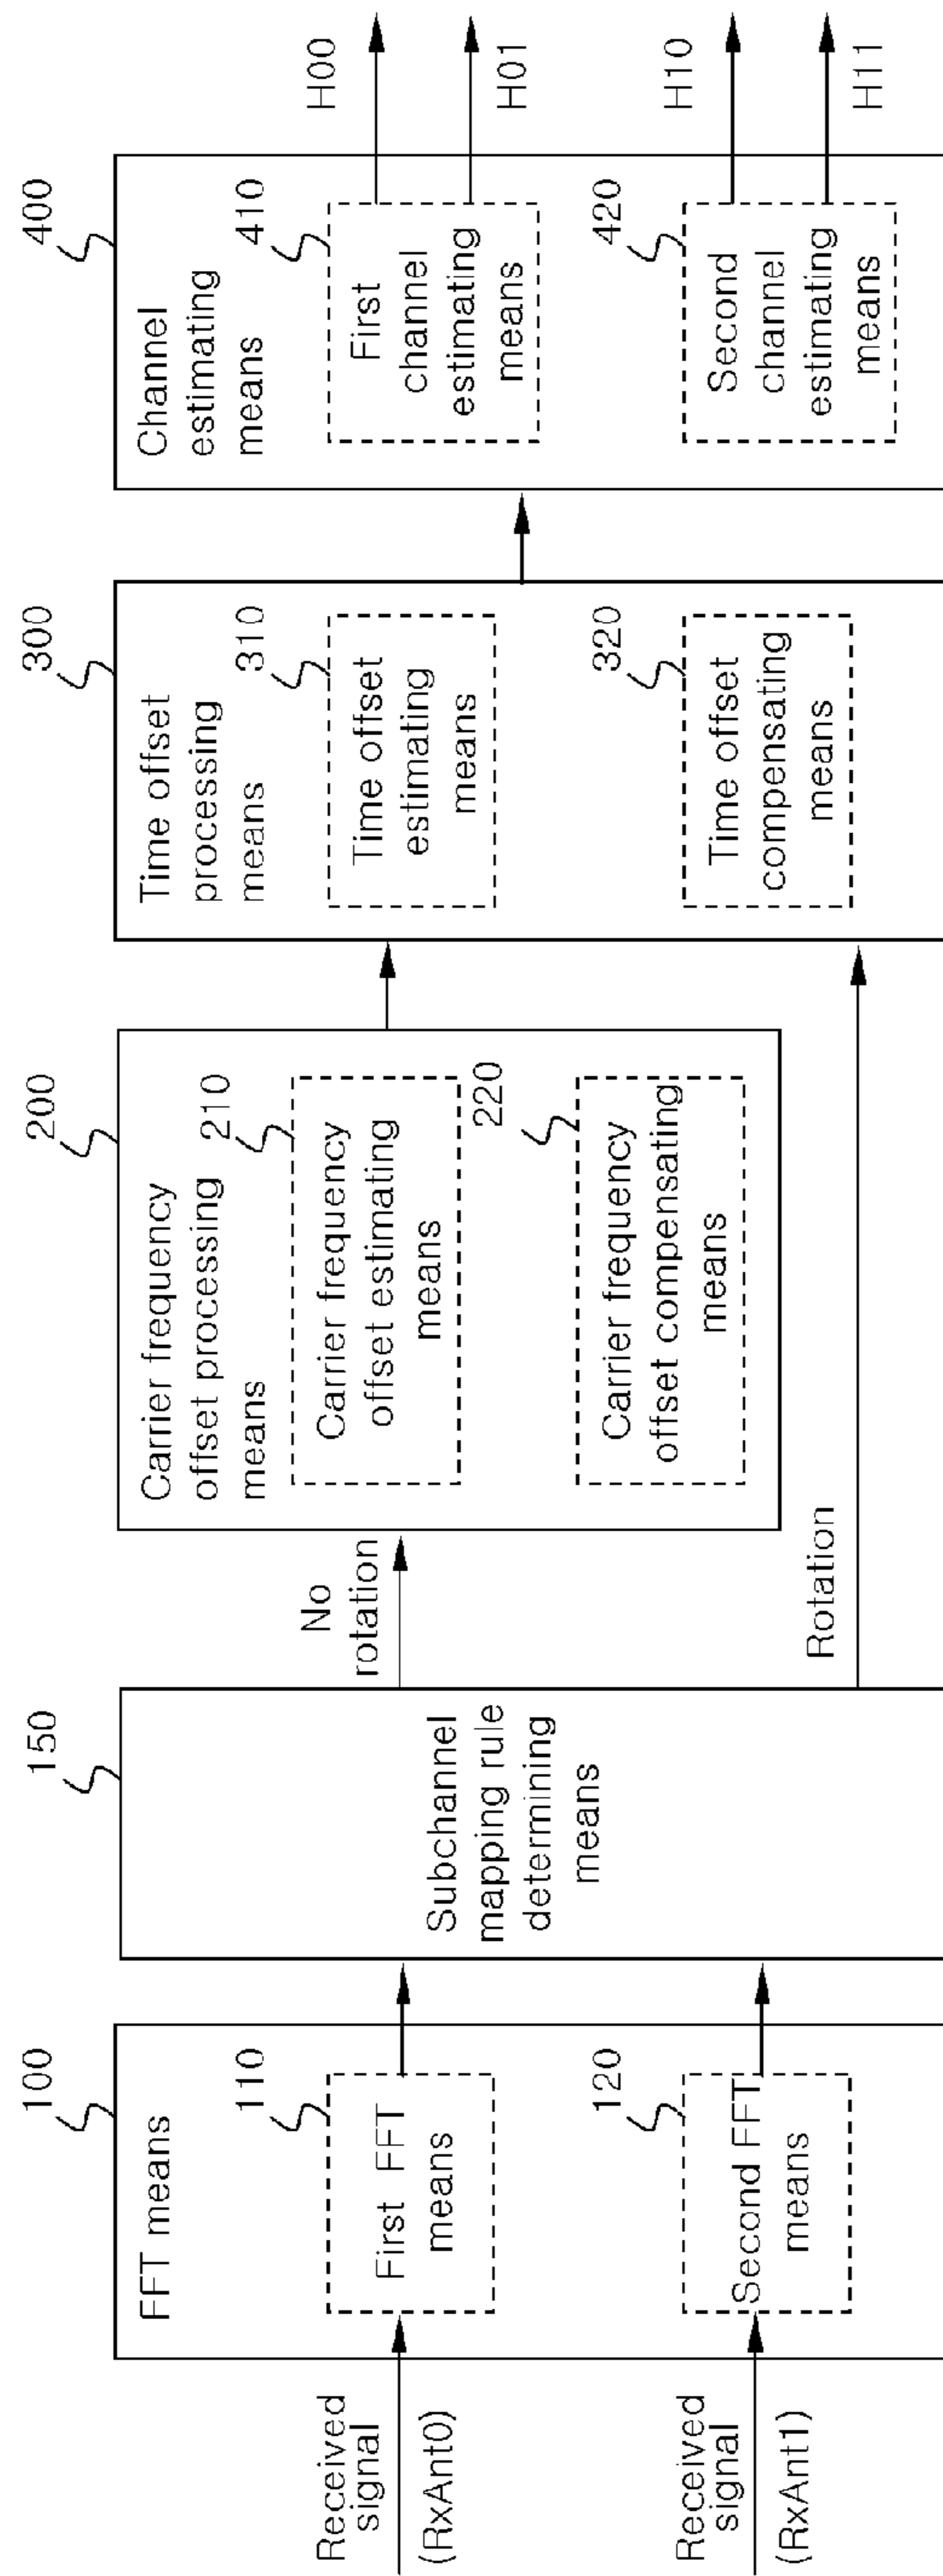 Received
signal
(RxAnt0)
Received
signal
(RxAnt1)
100
FFT means
110
First FFT
means
120
Second FFT
means
150
Subchannel
mapping rule
determining
means
No
rotation
Rotation
200
Carrier frequency
offset processing
means
210
Carrier frequency
offset estimating
means
220
Carrier frequency
offset compensating
means
300
Time offset
processing
means
310
Time offset
estimating
means
320
Time offset
compensating
means
400
Channel
estimating
means
410
First
channel
estimating
means
420
Second
channel
estimating
means
H00
H01
H10
H11